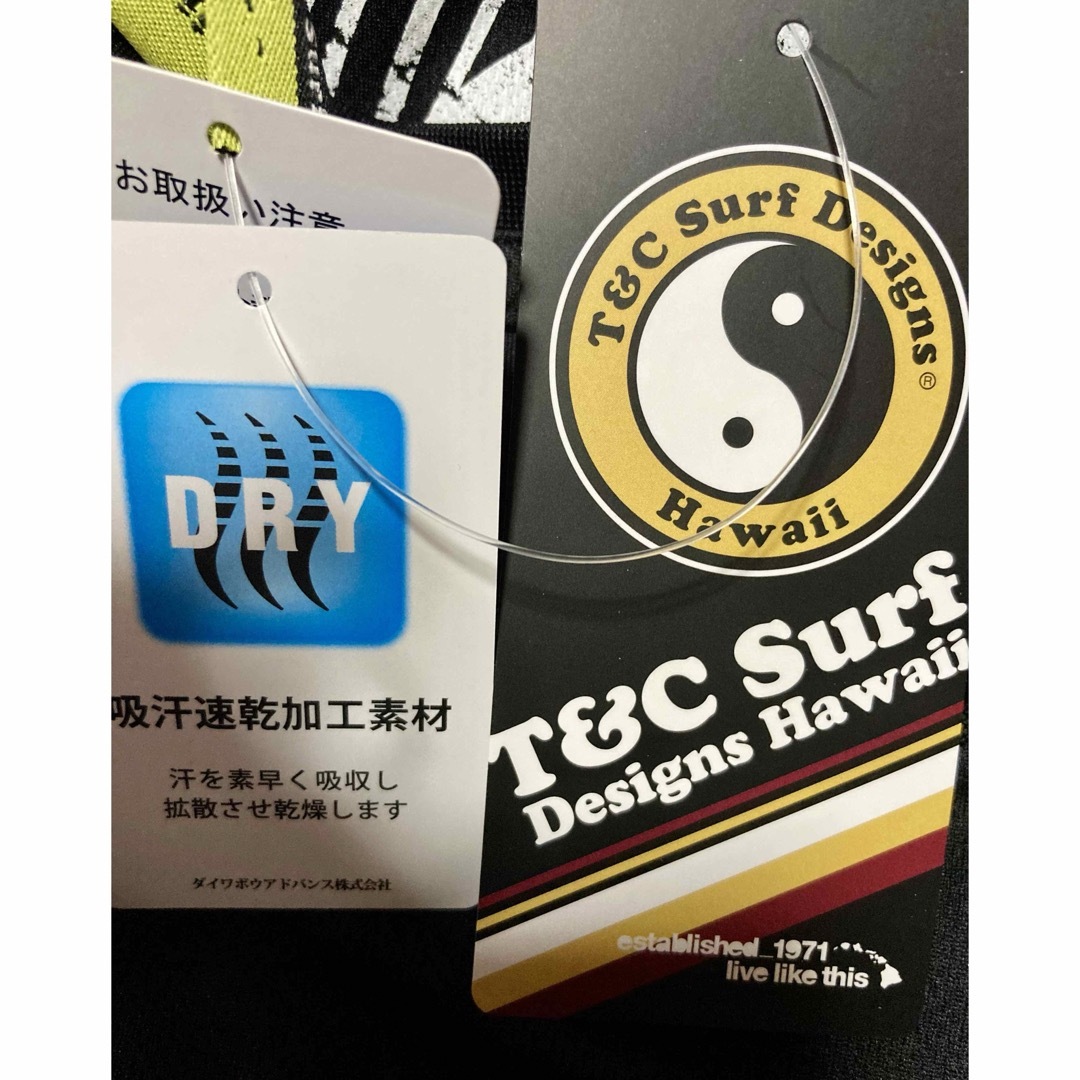 お取扱い注意
DRY
吸汗速乾加工素材
汗を素早く吸収し
拡散させ乾燥します
ダイワボウアドバンス株式会社
T&C Surf Designs®
Hawaii
T&C Surf
Designs Hawaii
established_1971
live like this